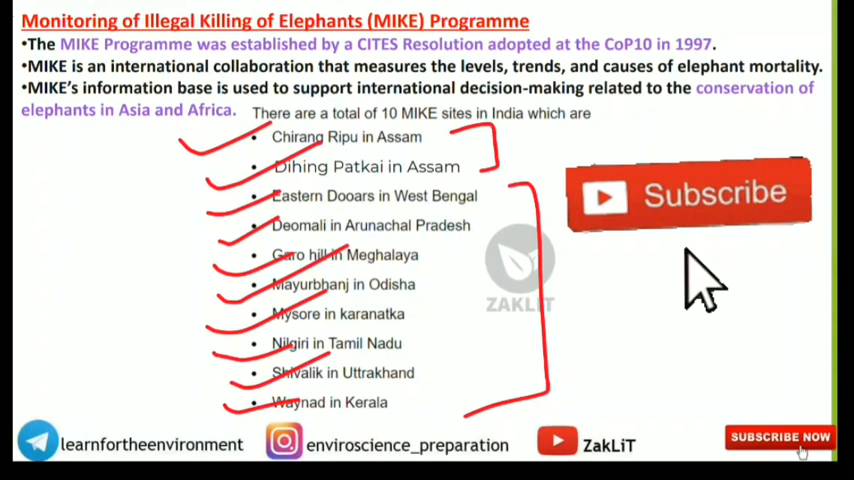 Monitoring of Illegal Killing of Elephants (MIKE) Programme
•The MIKE Programme was established by a CITES Resolution adopted at the CoP10 in 1997.
•MIKE is an international collaboration that measures the levels, trends, and causes of elephant mortality.
•MIKE's information base is used to support international decision-making related to the conservation of
elephants in Asia and Africa. There are a total of 10 MIKE sites in India which are
• Chirang Ripu in Assam
• Dihing Patkai in Assam
• Eastern Dooars in West Bengal
• Deomali in Arunachal Pradesh
• Garo hill in Meghalaya
• Mayurbhanj in Odisha
• Mysore in karanatka
• Nilgiri in Tamil Nadu
• Shivalik in Uttrakhand
• Waynad in Kerala
Subscribe
ZAKLIT
learnfortheenvironment
enviroscience_preparation
ZakLiT
SUBSCRIBE NOW